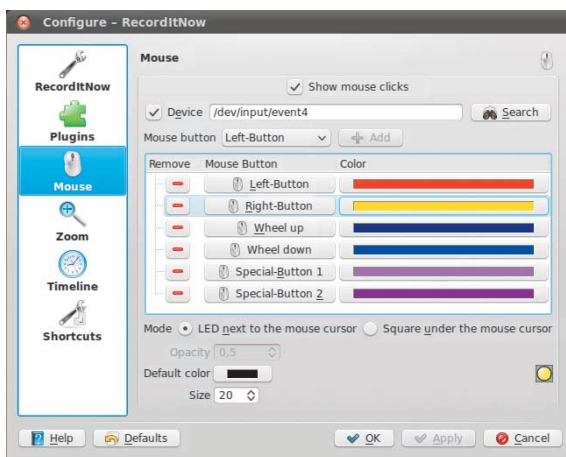 Configure – RecordItNow
RecordItNow
Plugins
Mouse
Zoom
Timeline
Shortcuts
Mouse
Show mouse clicks
Device /dev/input/event4 Search
Mouse button Left-Button Add
Remove Mouse Button Color
Left-Button
Right-Button
Wheel up
Wheel down
Special-Button 1
Special-Button 2
Mode LED next to the mouse cursor Square under the mouse cursor
Opacity 0,5
Default color
Size 20
Help Defaults OK Apply Cancel